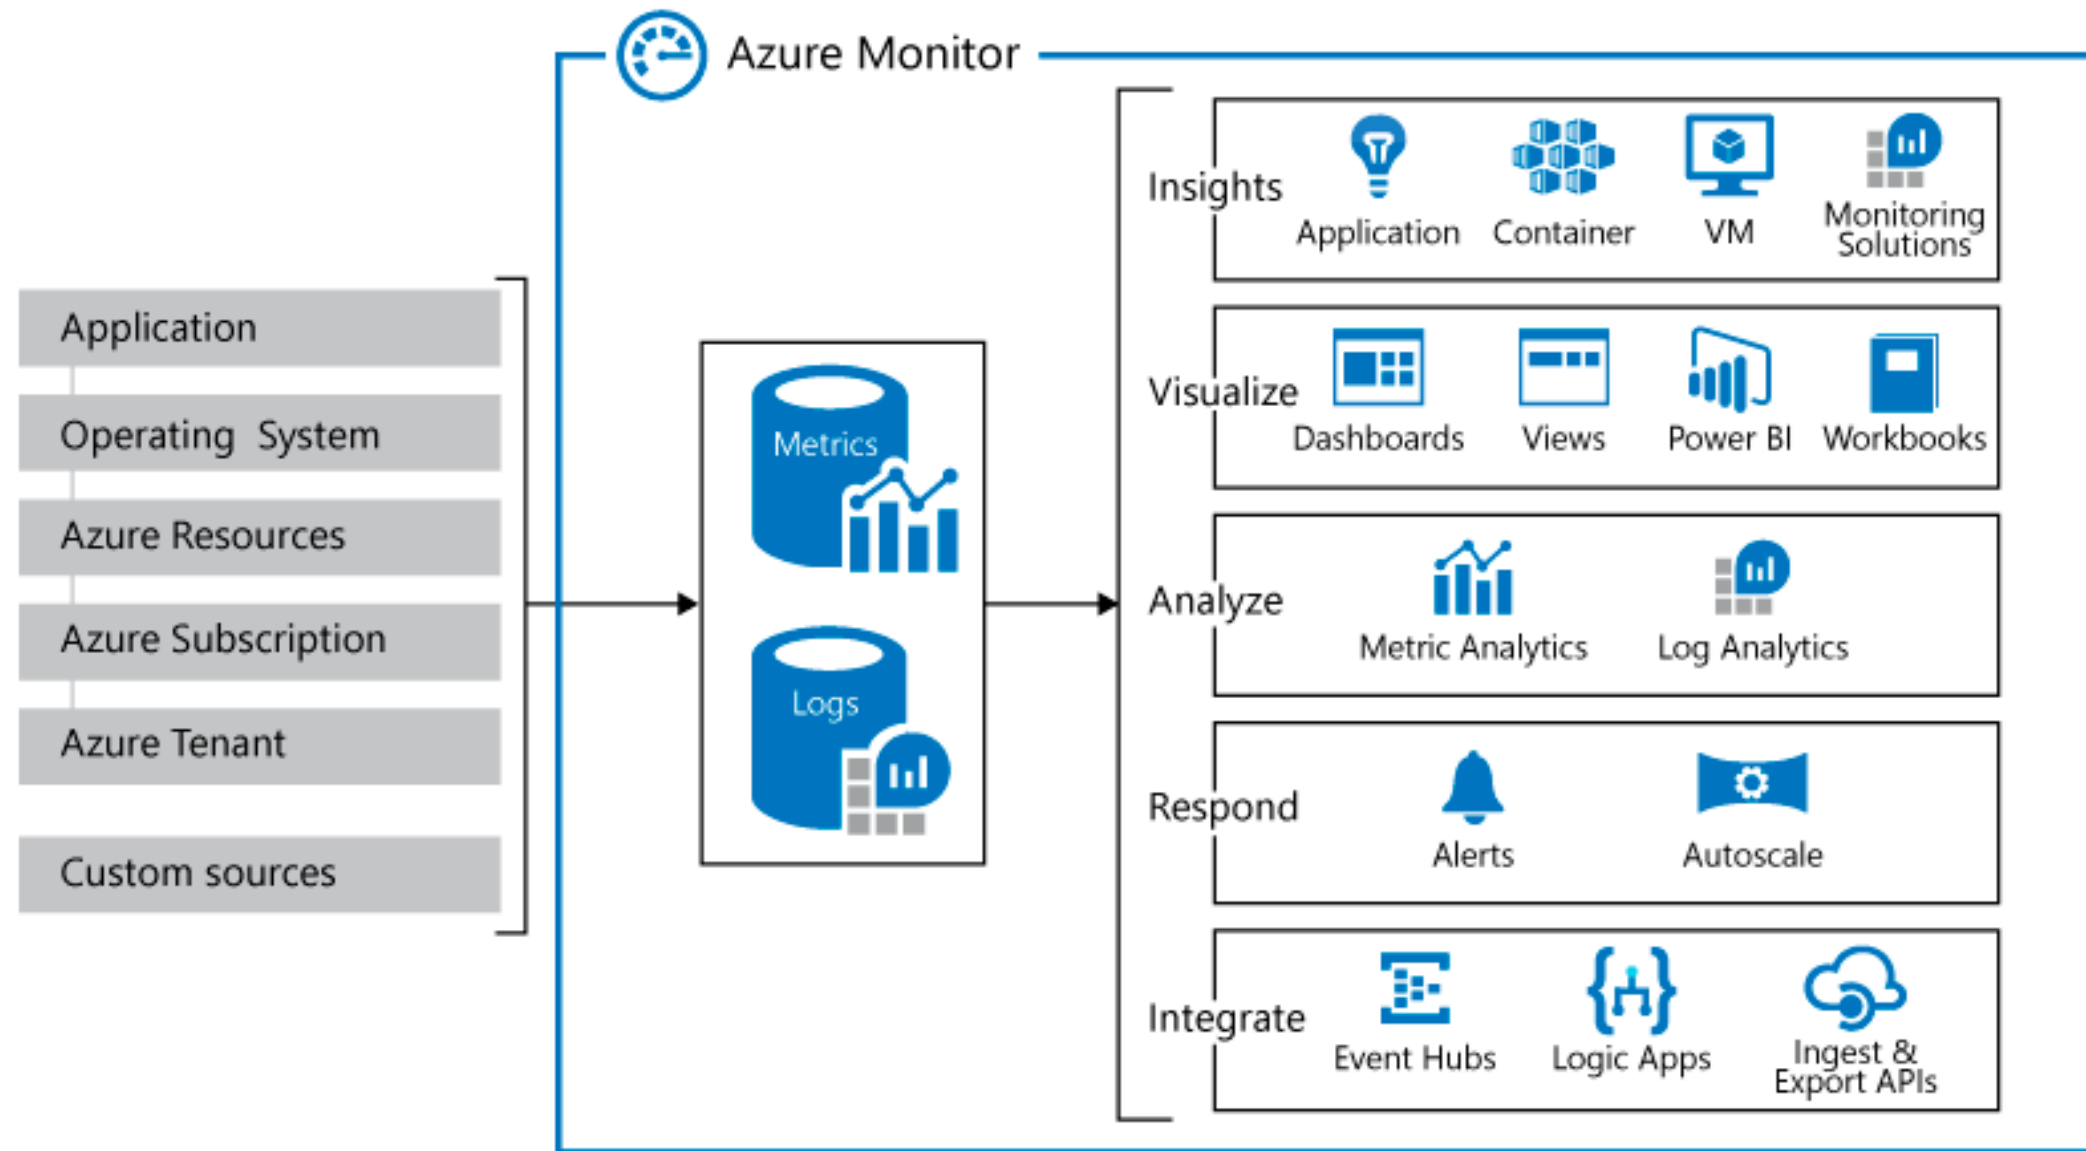 Azure Monitor
Application
Operating System
Azure Resources
Azure Subscription
Azure Tenant
Custom sources
Metrics
Logs
Insights
Application
Container
VM
Monitoring
Solutions
Visualize
Dashboards
Views
Power BI
Workbooks
Analyze
Metric Analytics
Log Analytics
Respond
Alerts
Autoscale
Integrate
Event Hubs
Logic Apps
Ingest &
Export APIs